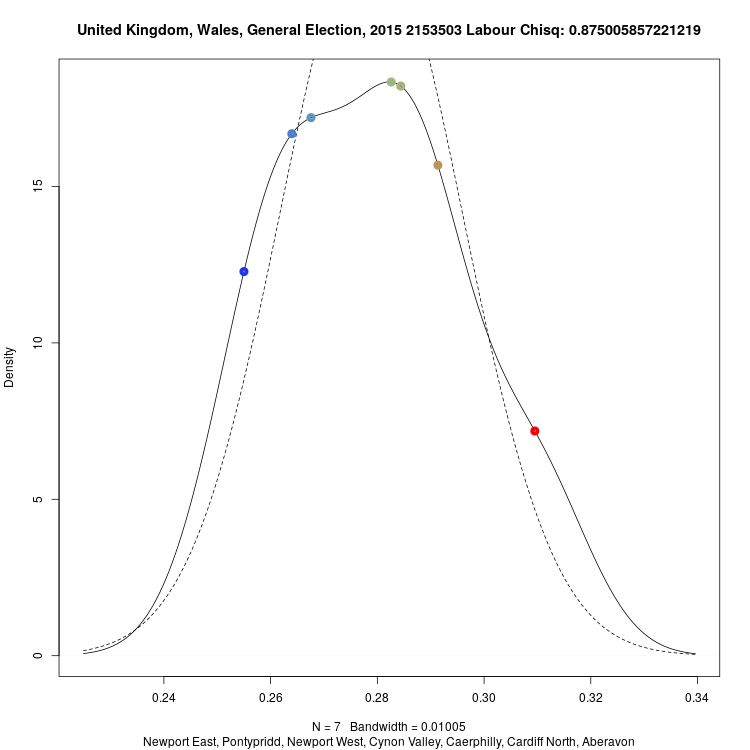 United Kingdom, Wales, General Election, 2015 2153503 Labour Chisq: 0.875005857221219
Density
15
10
5
0
0.24 0.26 0.28 0.30 0.32 0.34
N = 7 Bandwidth = 0.01005
Newport East, Pontypridd, Newport West, Cynon Valley, Caerphilly, Cardiff North, Aberavon